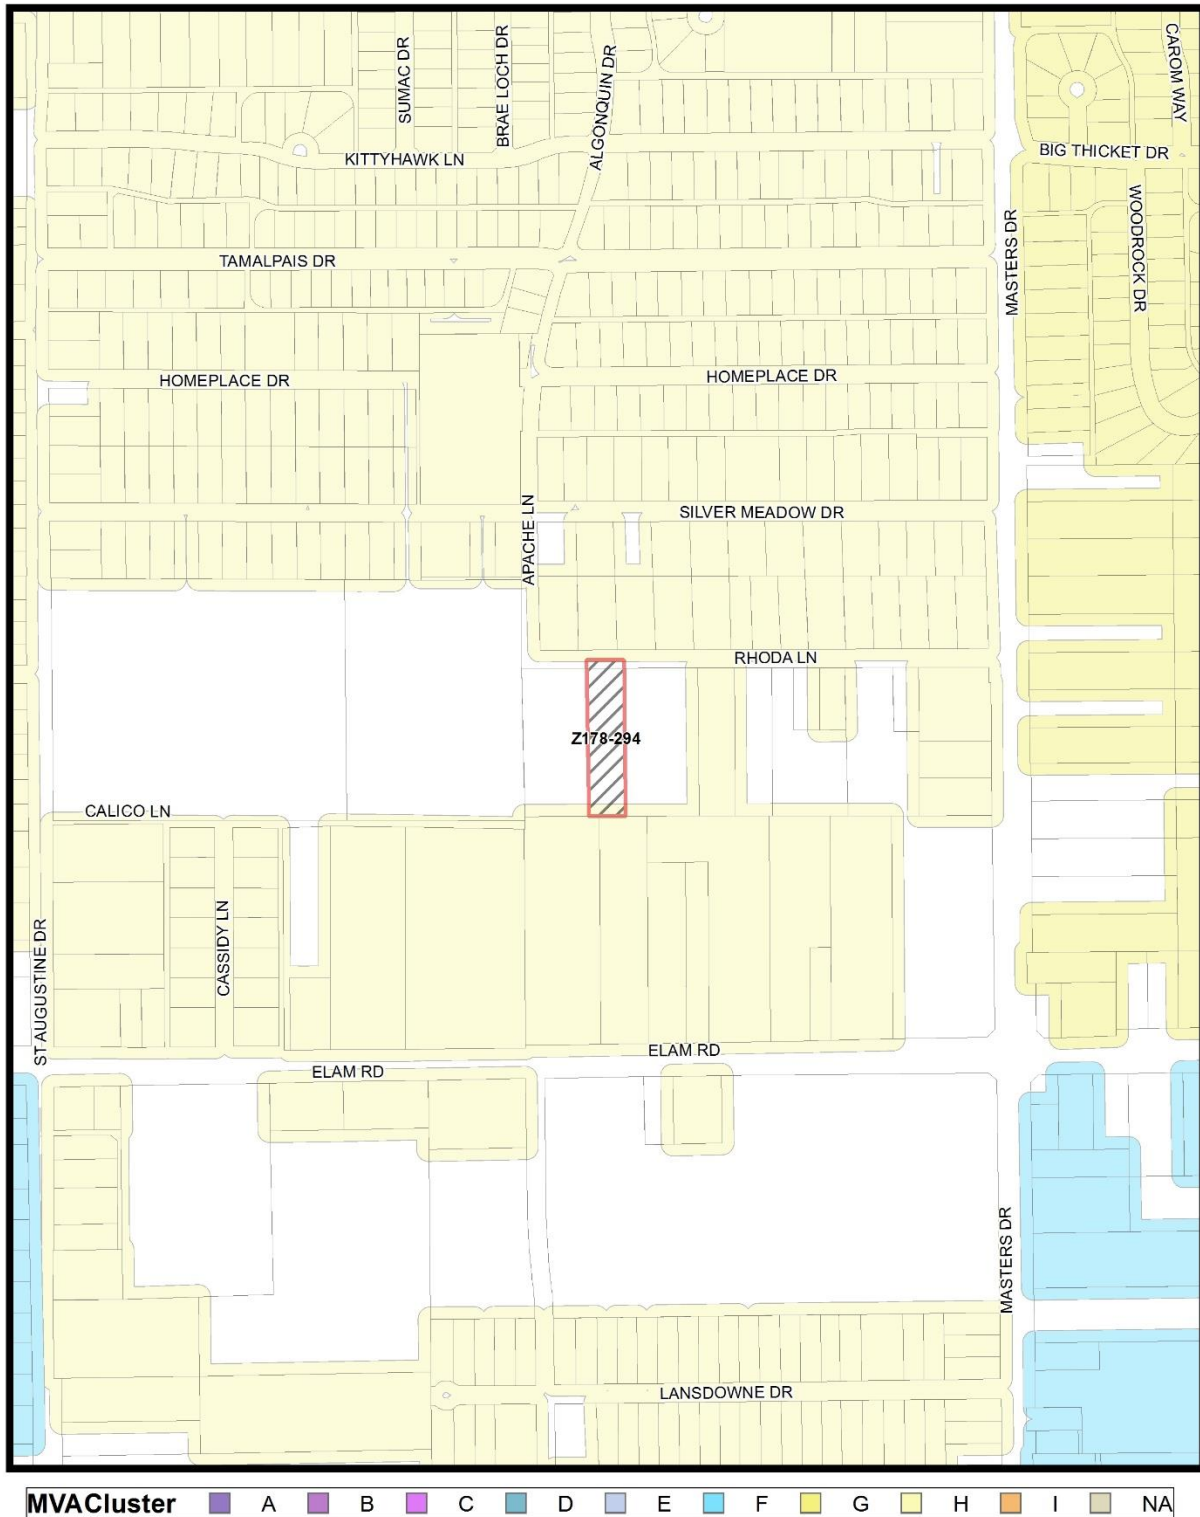 SUMAC DR
BRAE LOCH DR
ALGONQUIN DR
CAROM WAY
KITTYHAWK LN
BIG THICKET DR
WOODROCK DR
MASTERS DR
TAMALPAIS DR
HOMEPLACE DR
HOMEPLACE DR
APACHE LN
SILVER MEADOW DR
RHODA LN
Z178-294
CALICO LN
ST AUGUSTINE DR
CASSIDY LN
ELAM RD
ELAM RD
MASTERS DR
LANSDOWNE DR
MVACluster A B C D E F G H I NA